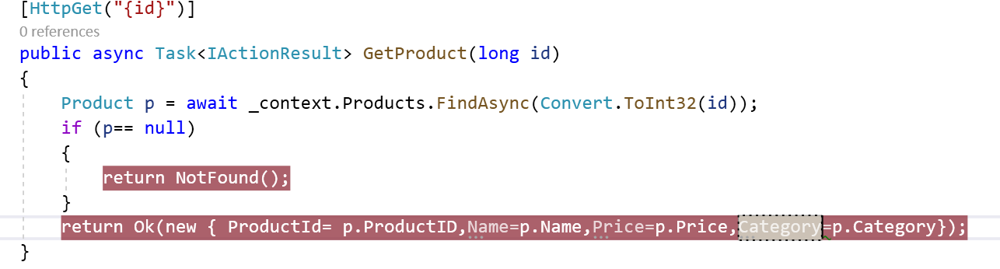 [HttpGet("{id}")]
0 references
public async Task<IActionResult> GetProduct(long id)
{
Product p = await _context.Products.FindAsync(Convert.ToInt32(id));
if (p== null)
{
return NotFound();
}
return Ok(new { ProductId= p.ProductID,Name=p.Name,Price=p.Price,Category=p.Category});
}